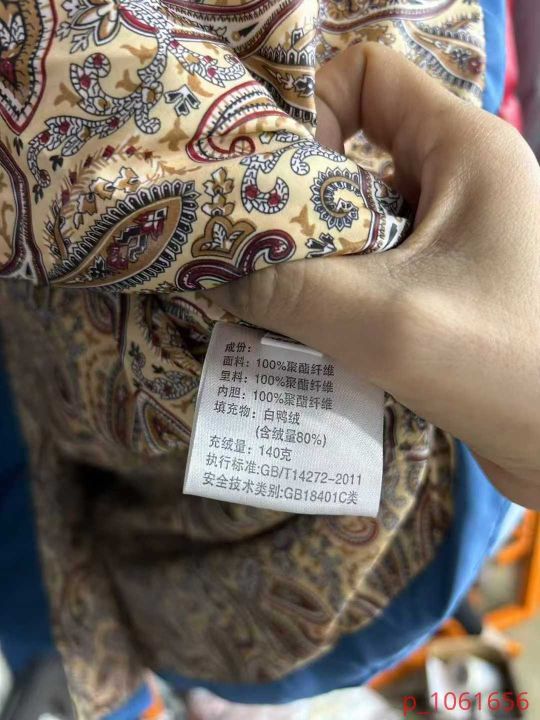 成份：
面料：100%聚酯纤维
里料：100%聚酯纤维
内胆：100%聚酯纤维
填充物：白鸭绒
(含绒量80%)
充绒量：140克
执行标准:GB/T14272-2011
安全技术类别:GB18401C类
p_1061656